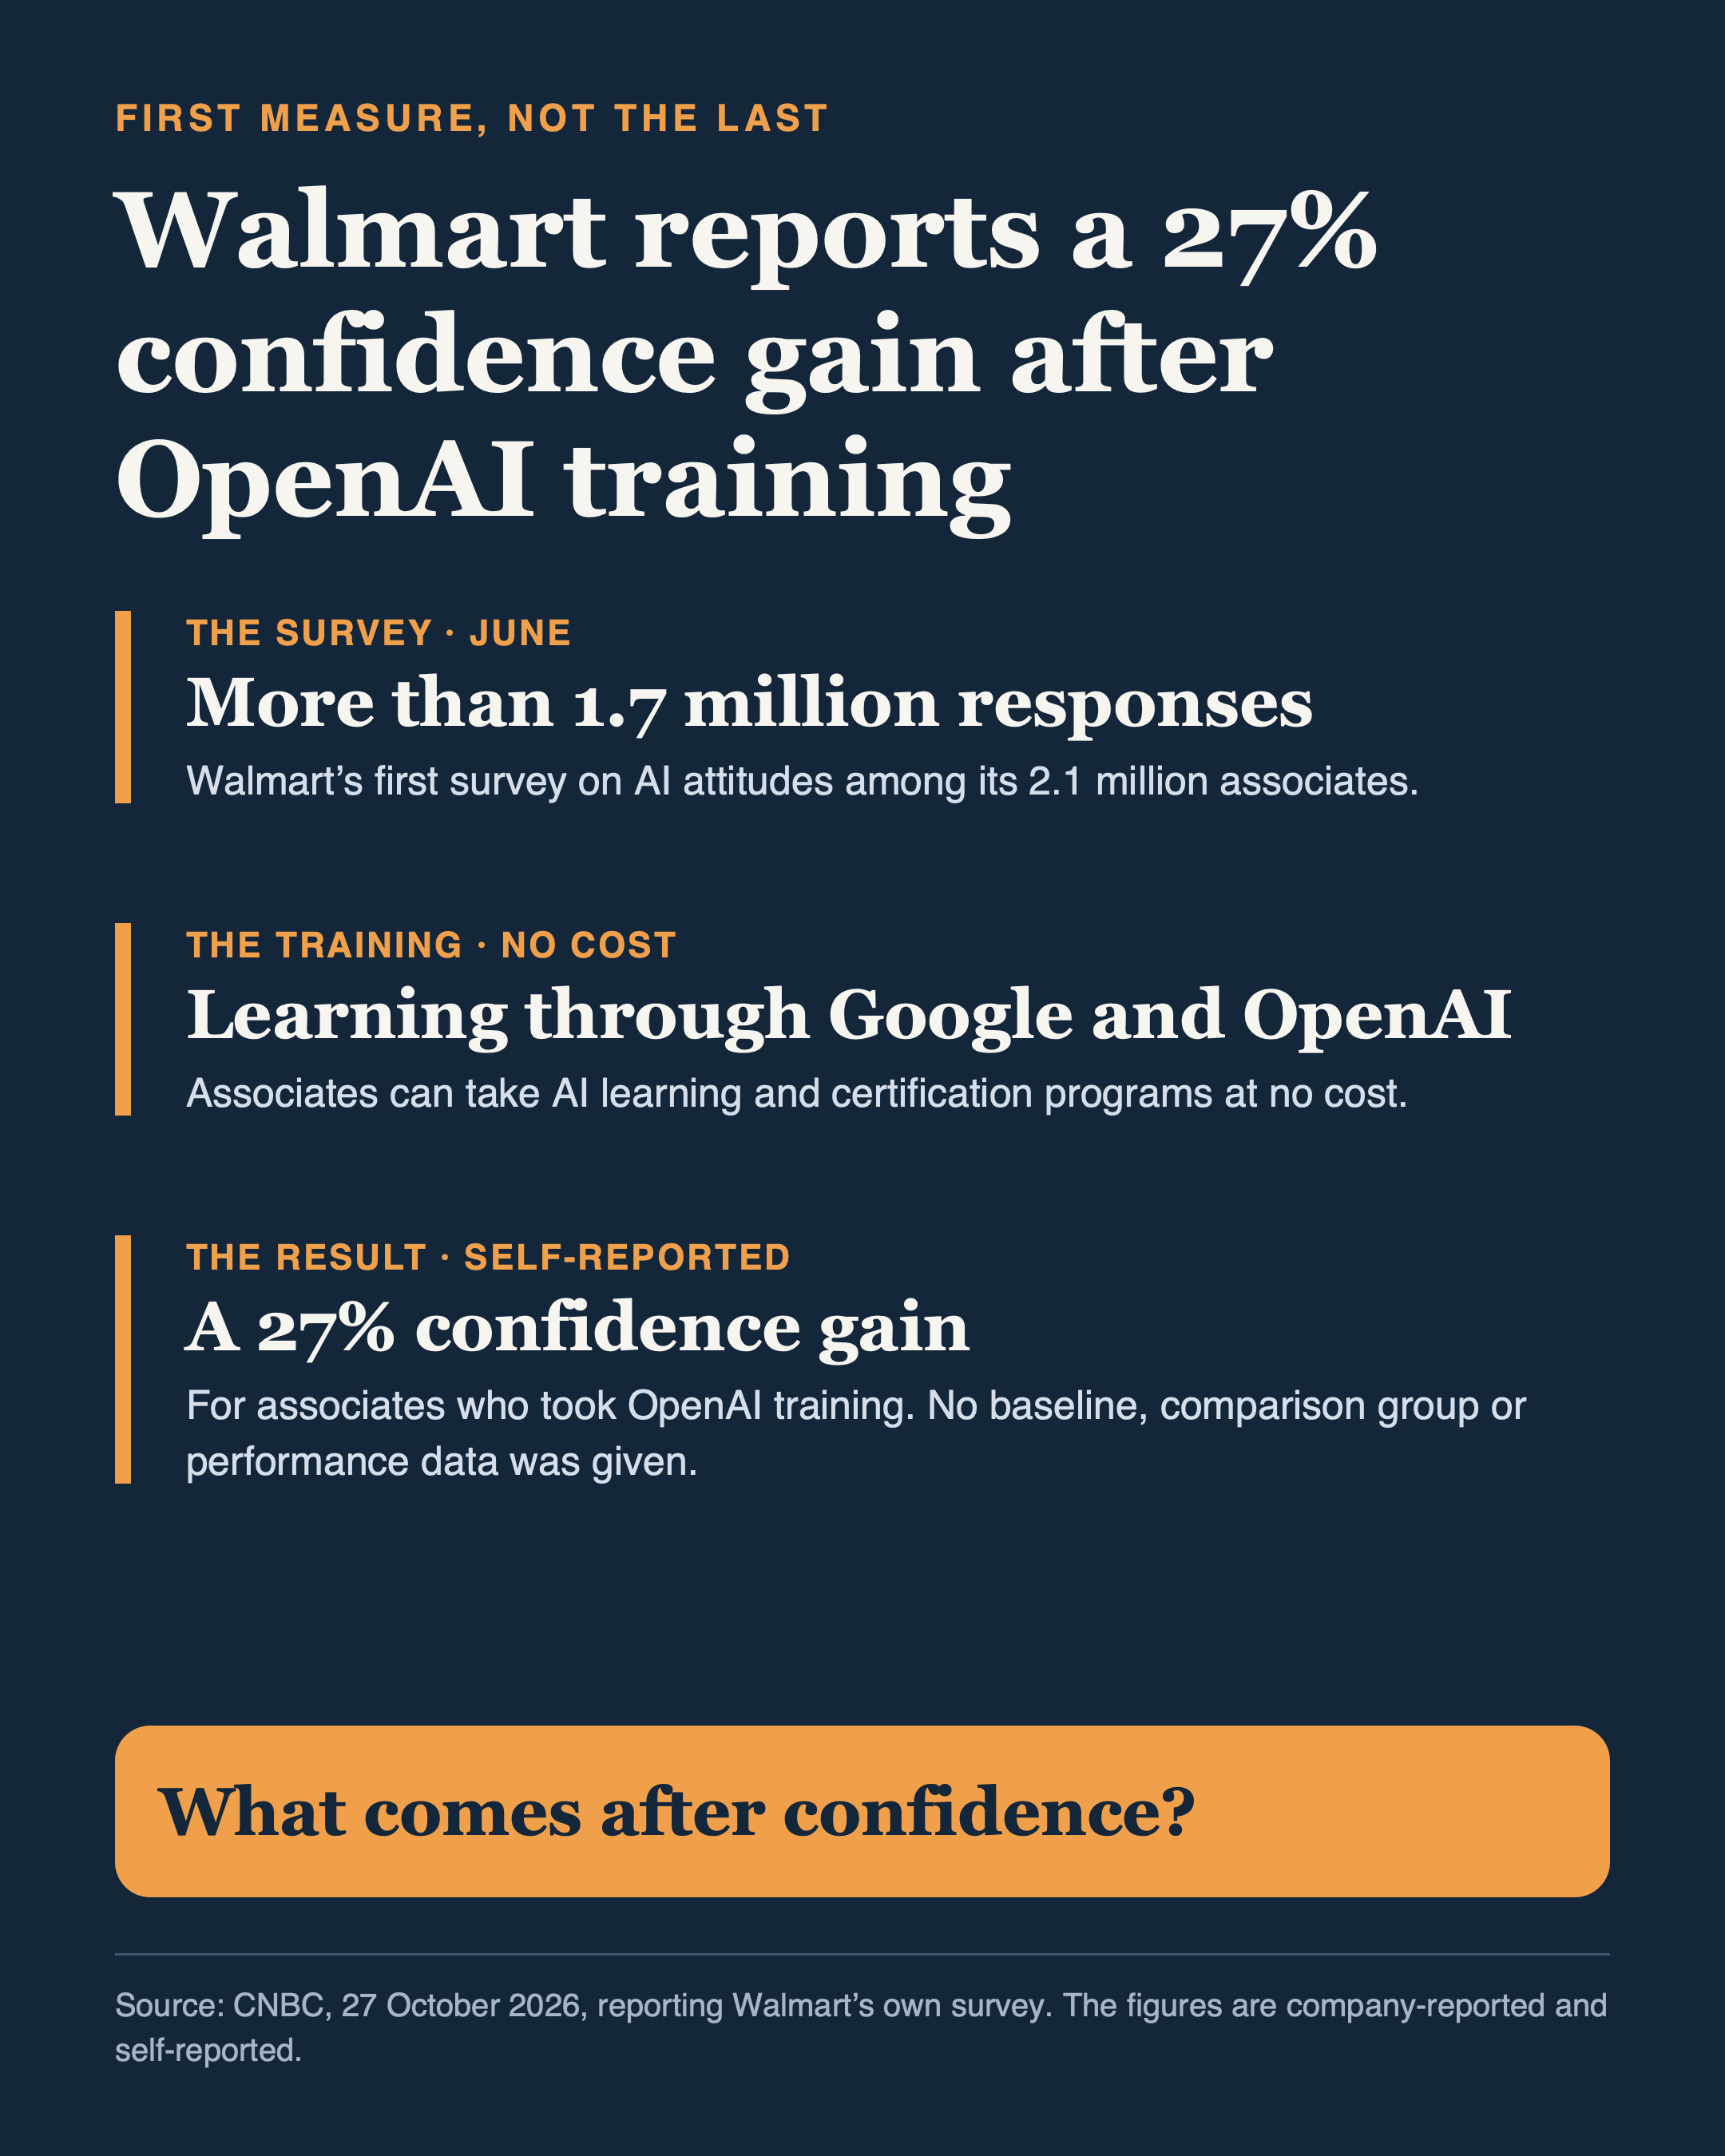 FIRST MEASURE, NOT THE LAST
Walmart reports a 27%
confidence gain after
OpenAI training
THE SURVEY · JUNE
More than 1.7 million responses
Walmart’s first survey on AI attitudes among its 2.1 million associates.
THE TRAINING · NO COST
Learning through Google and OpenAI
Associates can take AI learning and certification programs at no cost.
THE RESULT · SELF-REPORTED
A 27% confidence gain
For associates who took OpenAI training. No baseline, comparison group or
performance data was given.
What comes after confidence?
Source: CNBC, 27 October 2026, reporting Walmart’s own survey. The figures are company-reported and
self-reported.